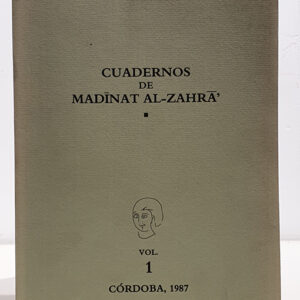 CUADERNOS
DE
MADĪNAT AL-ZAHRĀ'
VOL.
1
CÓRDOBA, 1987